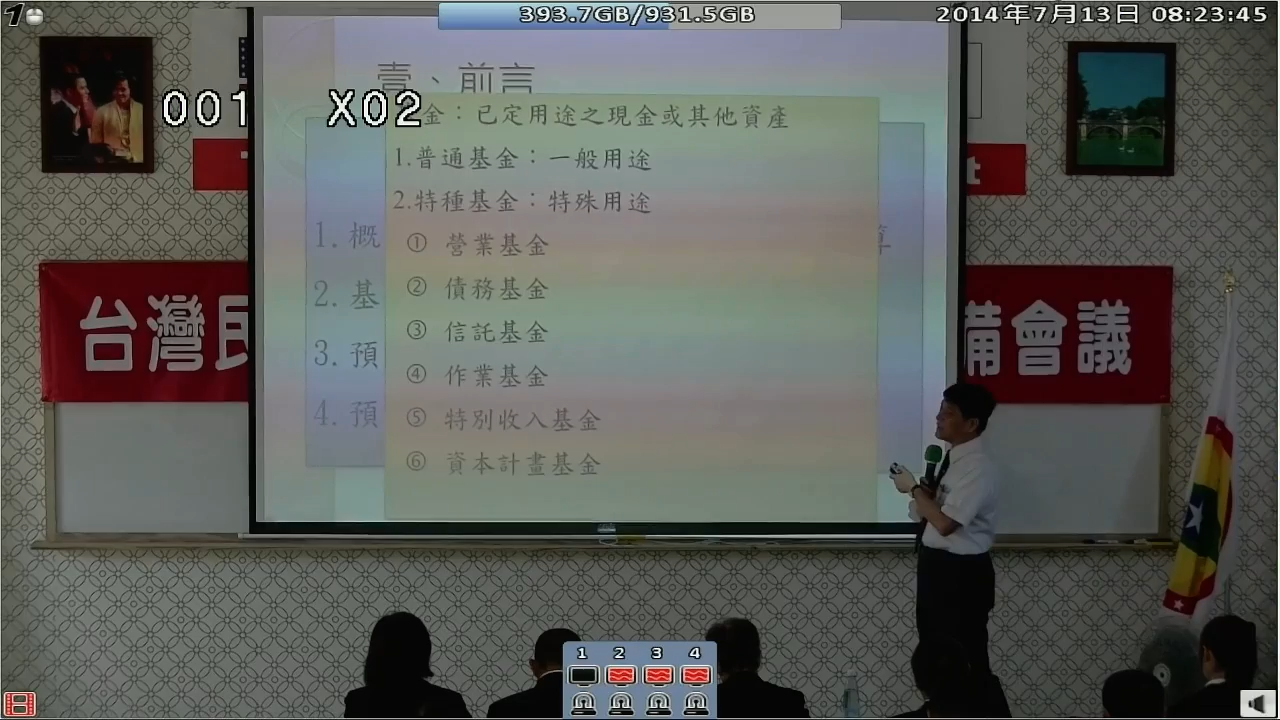 1
393.7GB/931.5GB
2014年7月13日 08:23:45
001
X02
壹、前言
金：已定用途之現金或其他資產
1.普通基金：一般用途
2.特種基金：特殊用途
① 營業基金
② 債務基金
③ 信託基金
④ 作業基金
⑤ 特別收入基金
⑥ 資本計畫基金
1. 概
2. 基
3. 預
4. 預
算
台灣民
備會議
1 2 3 4